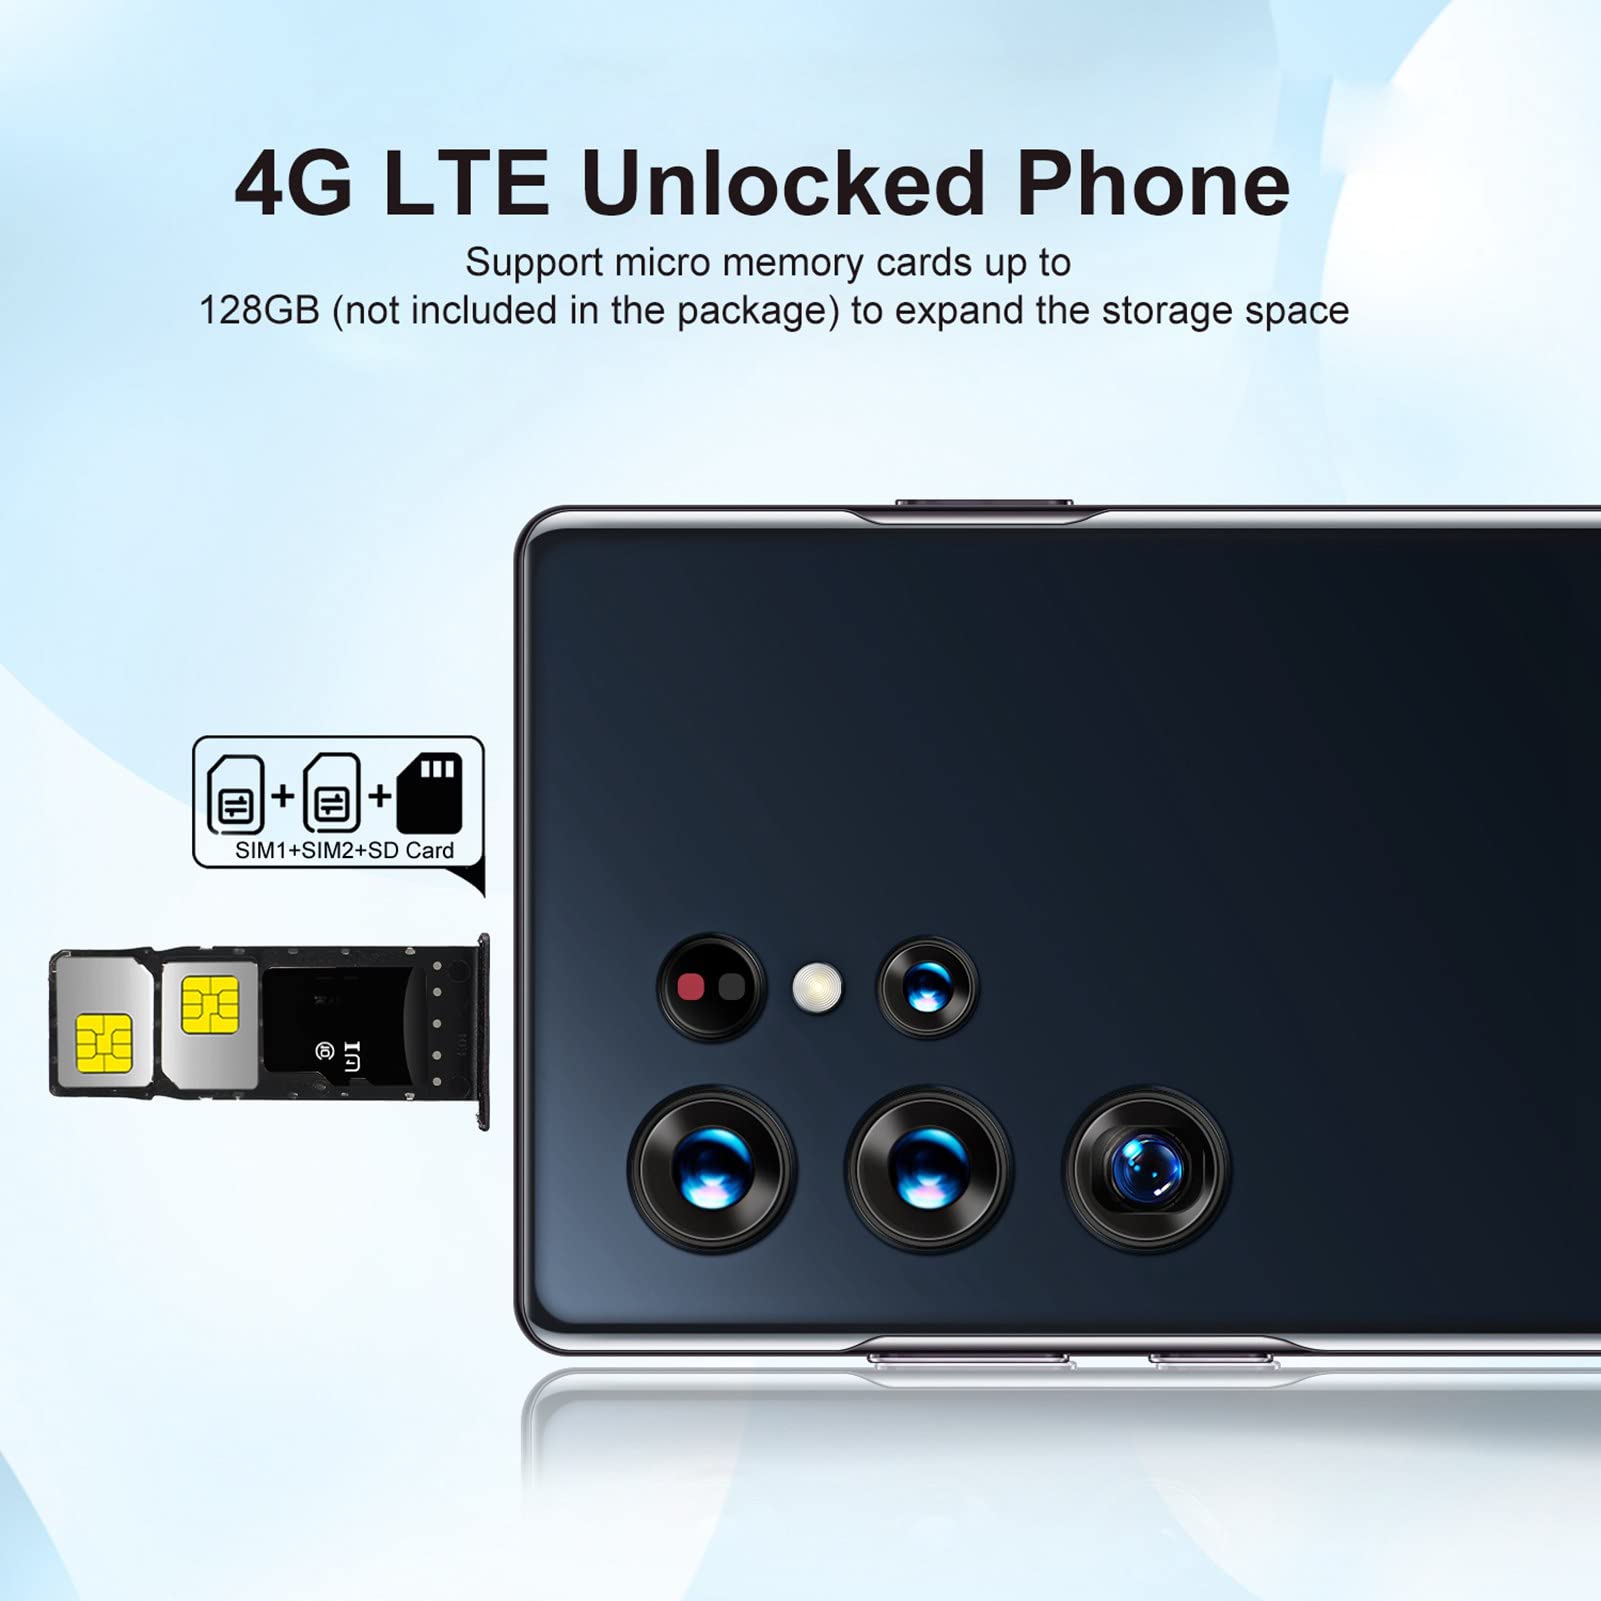 4G LTE Unlocked Phone
Support micro memory cards up to
128GB (not included in the package) to expand the storage space
SIM1+SIM2+SD Card